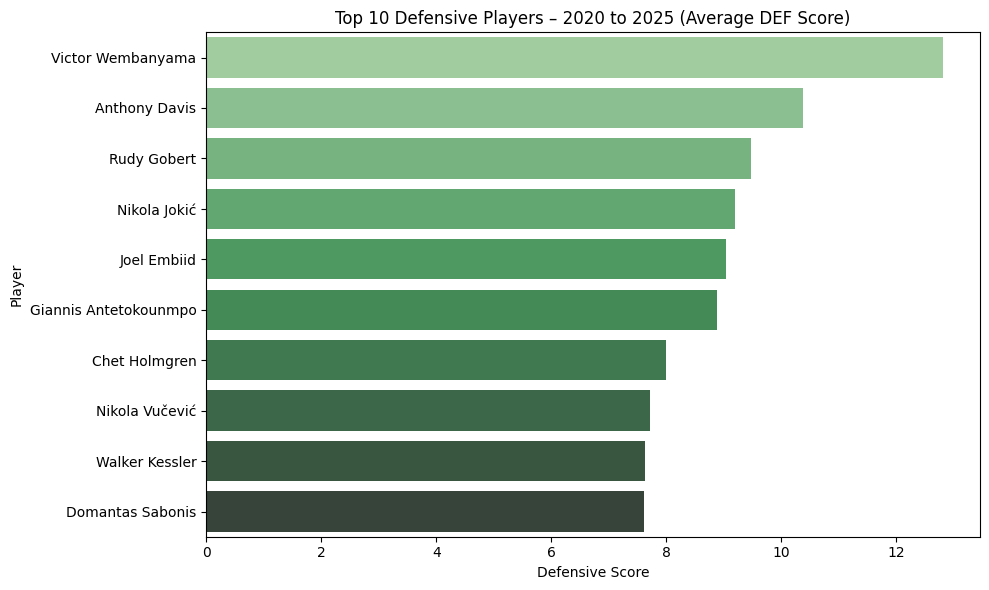 Top 10 Defensive Players – 2020 to 2025 (Average DEF Score)
Player
Victor Wembanyama
Anthony Davis
Rudy Gobert
Nikola Jokić
Joel Embiid
Giannis Antetokounmpo
Chet Holmgren
Nikola Vučević
Walker Kessler
Domantas Sabonis
0 2 4 6 8 10 12
Defensive Score